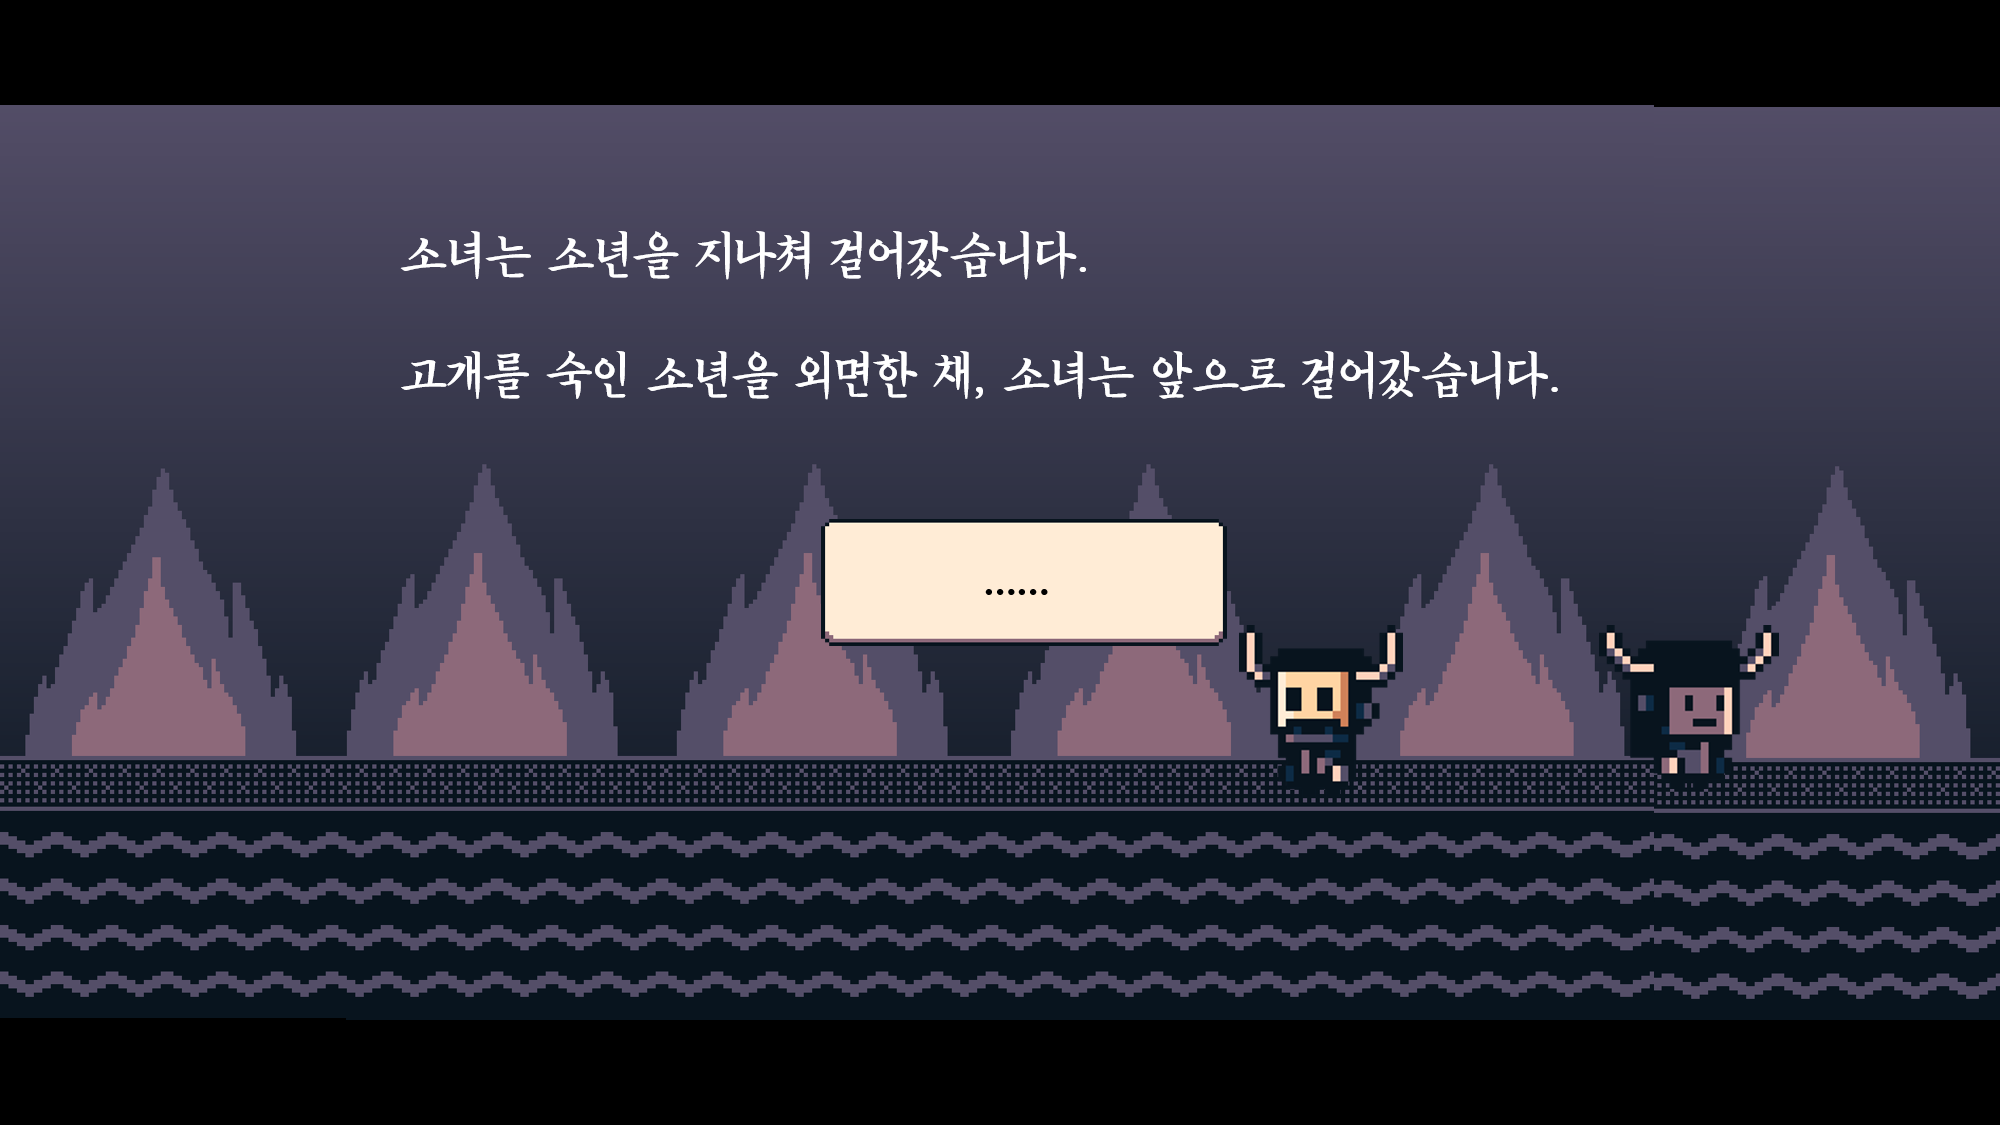 소녀는 소년을 지나쳐 걸어갔습니다.
고개를 숙인 소년을 외면한 채, 소녀는 앞으로 걸어갔습니다.
......